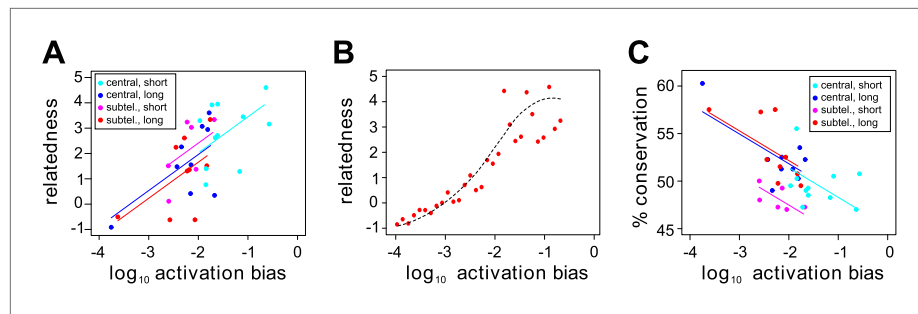 A
B
C
relatedness
5
4
3
2
1
0
-1
central, short
central, long
subtel., short
subtel., long
-4
-3
-2
-1
0
log10 activation bias
relatedness
5
4
3
2
1
0
-1
-4
-3
-2
-1
0
log10 activation bias
% conservation
60
55
50
45
central, short
central, long
subtel., short
subtel., long
-4
-3
-2
-1
0
log10 activation bias